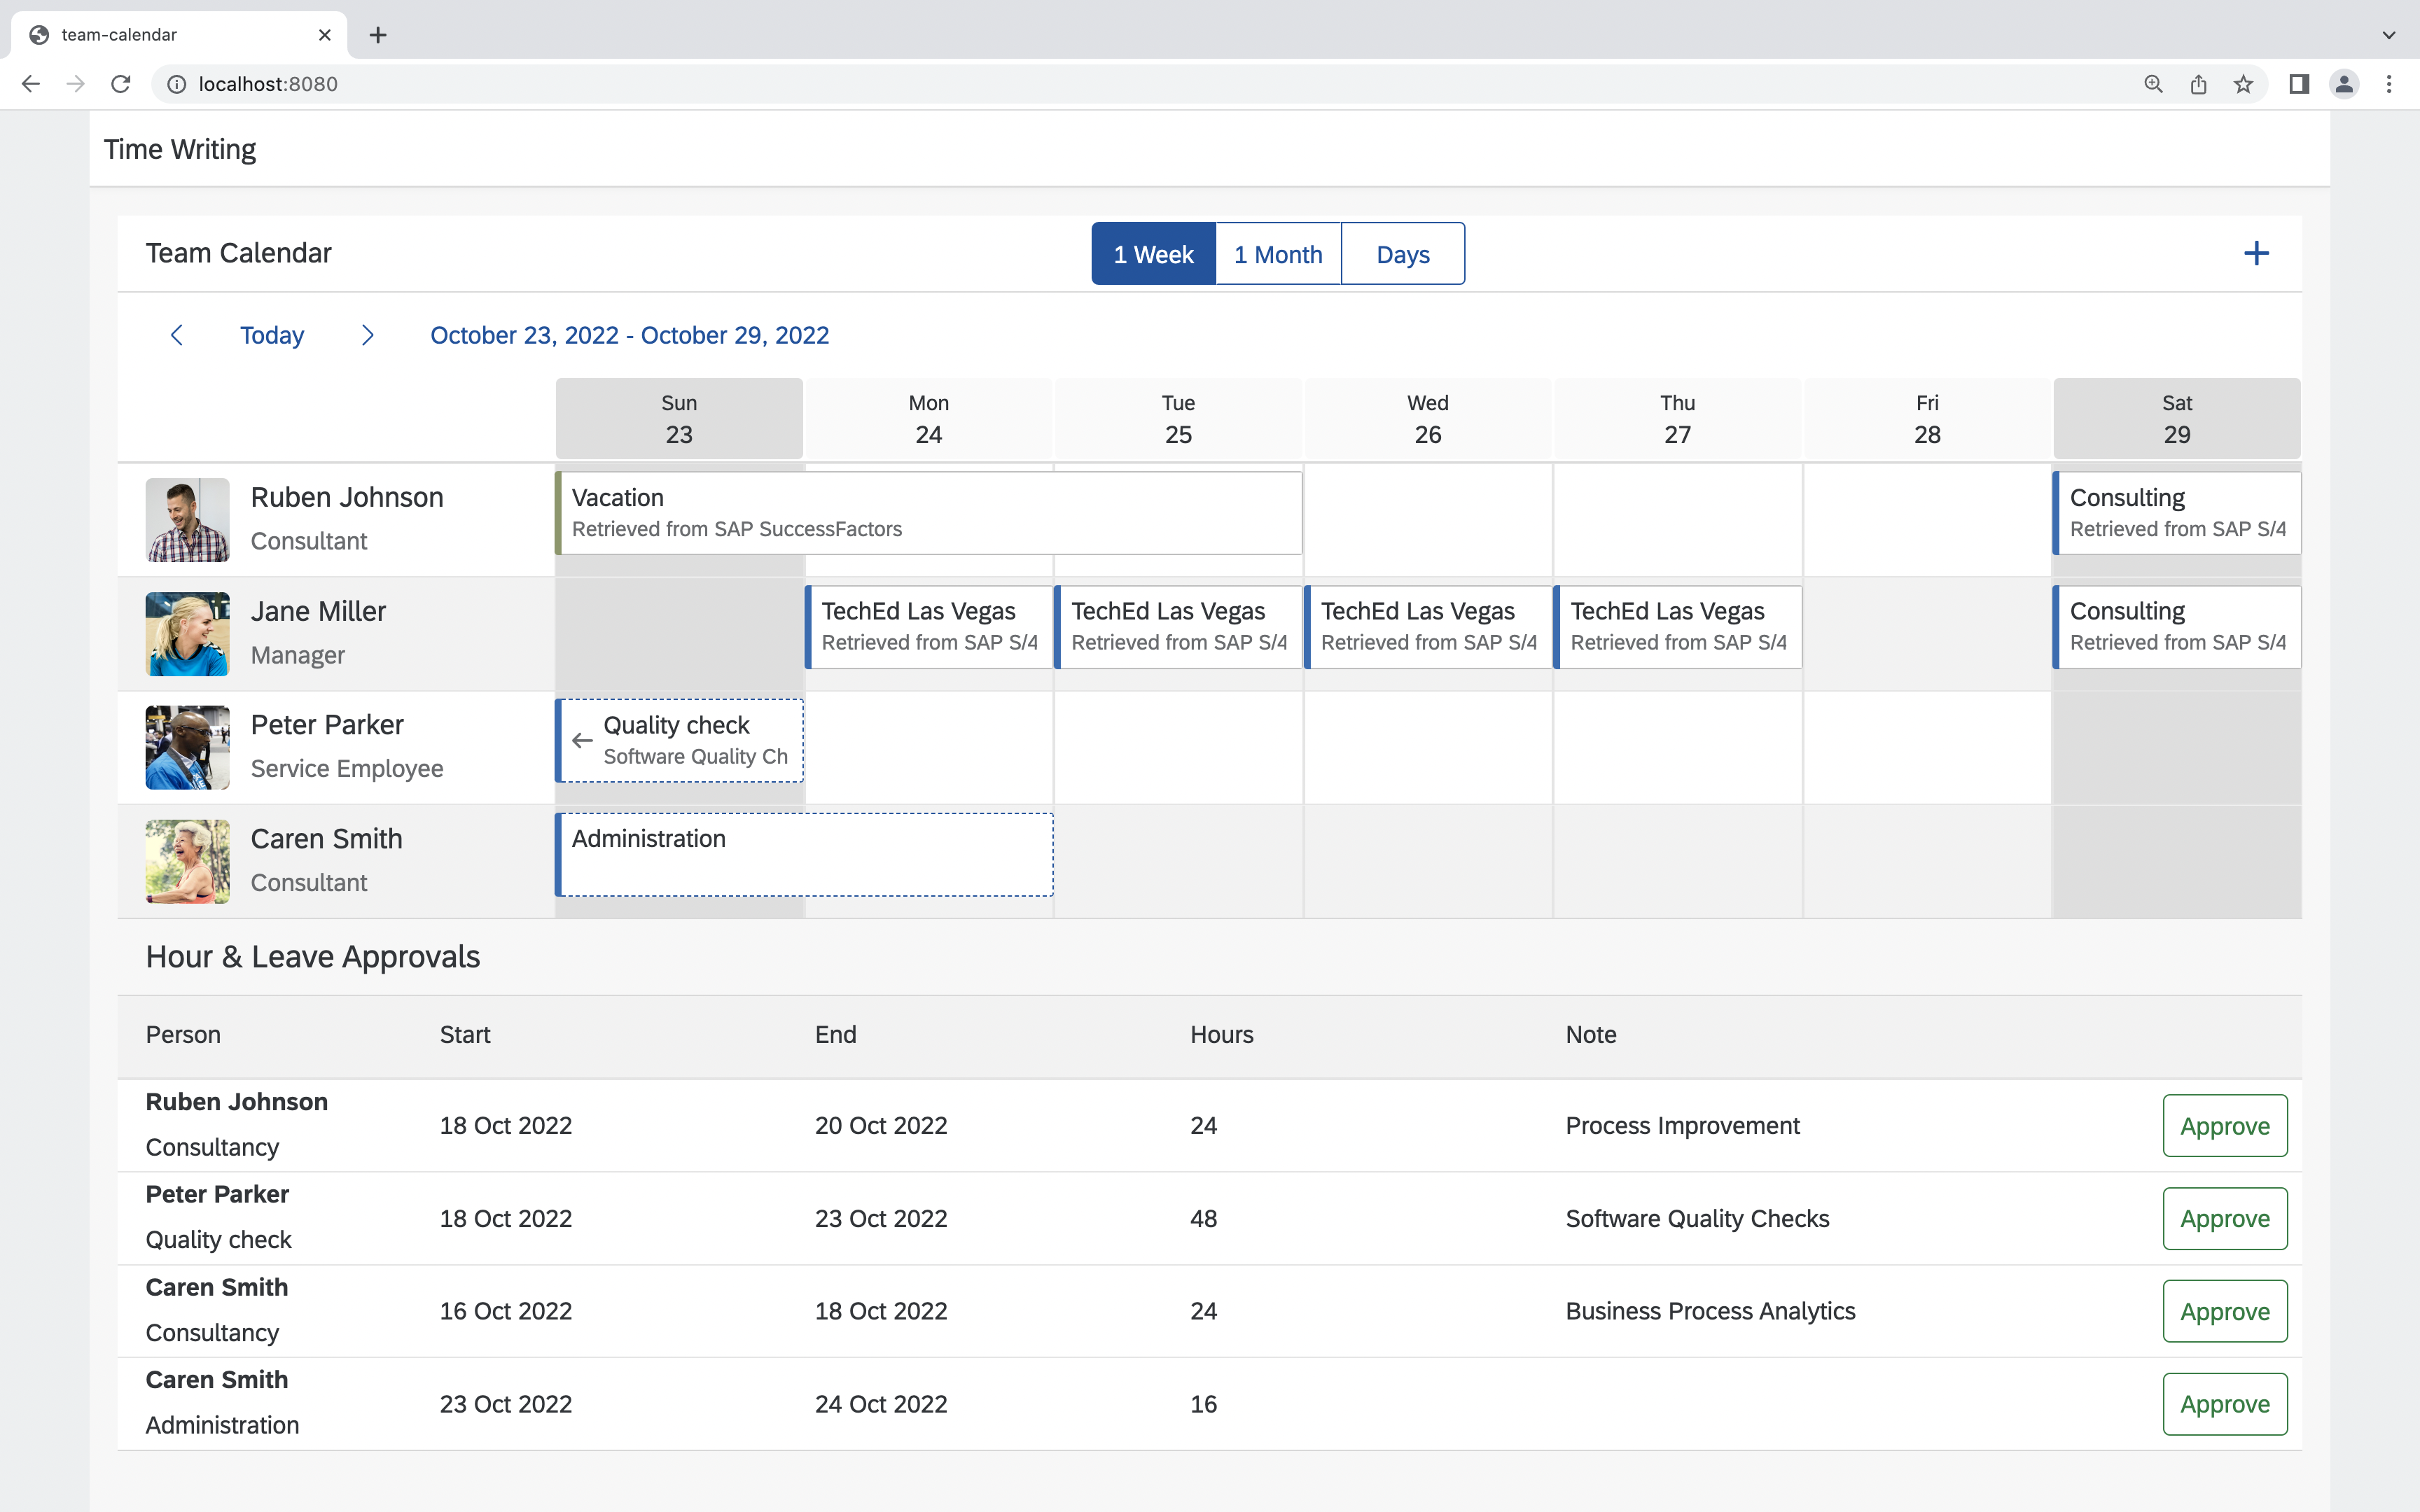 team-calendar
localhost:8080
Time Writing
Team Calendar
1 Week
1 Month
Days
Today
October 23, 2022 - October 29, 2022
Sun
23
Mon
24
Tue
25
Wed
26
Thu
27
Fri
28
Sat
29
Ruben Johnson
Consultant
Vacation
Retrieved from SAP SuccessFactors
Consulting
Retrieved from SAP S/4
Jane Miller
Manager
TechEd Las Vegas
Retrieved from SAP S/4
TechEd Las Vegas
Retrieved from SAP S/4
TechEd Las Vegas
Retrieved from SAP S/4
TechEd Las Vegas
Retrieved from SAP S/4
Consulting
Retrieved from SAP S/4
Peter Parker
Service Employee
Quality check
Software Quality Ch
Caren Smith
Consultant
Administration
Hour & Leave Approvals
Person Start End Hours Note
Ruben Johnson
Consultancy
18 Oct 2022 20 Oct 2022 24 Process Improvement Approve
Peter Parker
Quality check
18 Oct 2022 23 Oct 2022 48 Software Quality Checks Approve
Caren Smith
Consultancy
16 Oct 2022 18 Oct 2022 24 Business Process Analytics Approve
Caren Smith
Administration
23 Oct 2022 24 Oct 2022 16 Approve